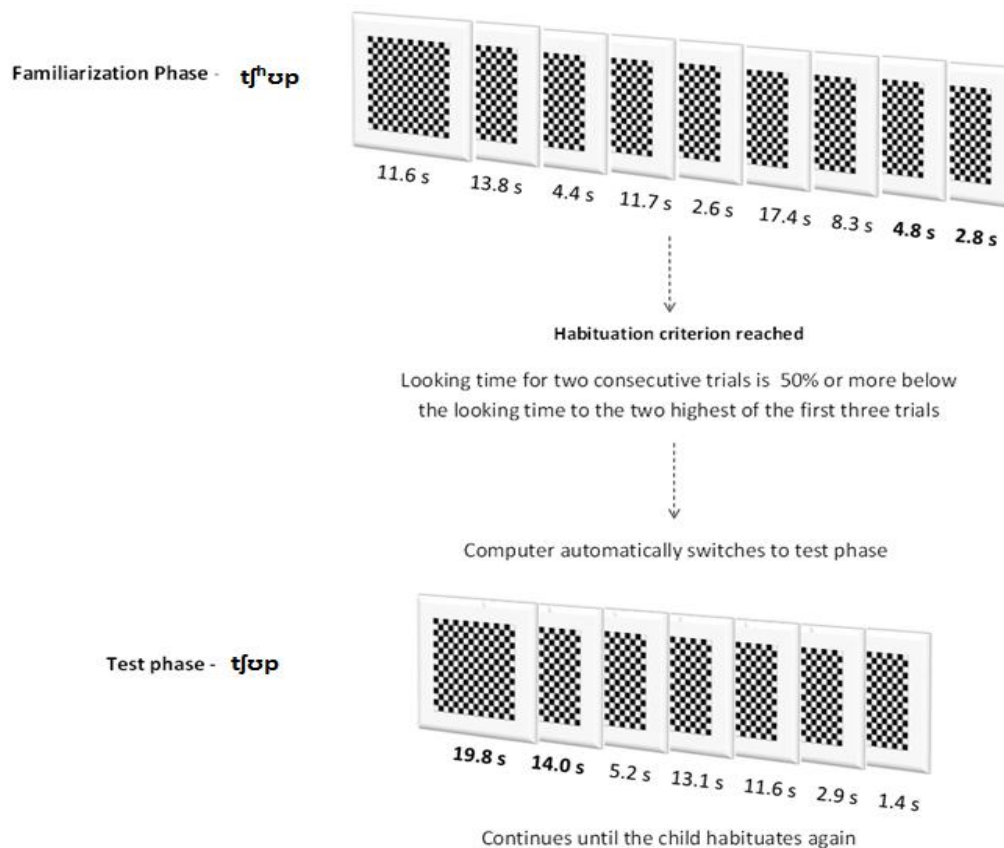 Familiarization Phase - tʃʰʊp
11.6 s 13.8 s 4.4 s 11.7 s 2.6 s 17.4 s 8.3 s 4.8 s 2.8 s
Habituation criterion reached
Looking time for two consecutive trials is 50% or more below
the looking time to the two highest of the first three trials
Computer automatically switches to test phase
Test phase - tʃʊp
19.8 s 14.0 s 5.2 s 13.1 s 11.6 s 2.9 s 1.4 s
Continues until the child habituates again